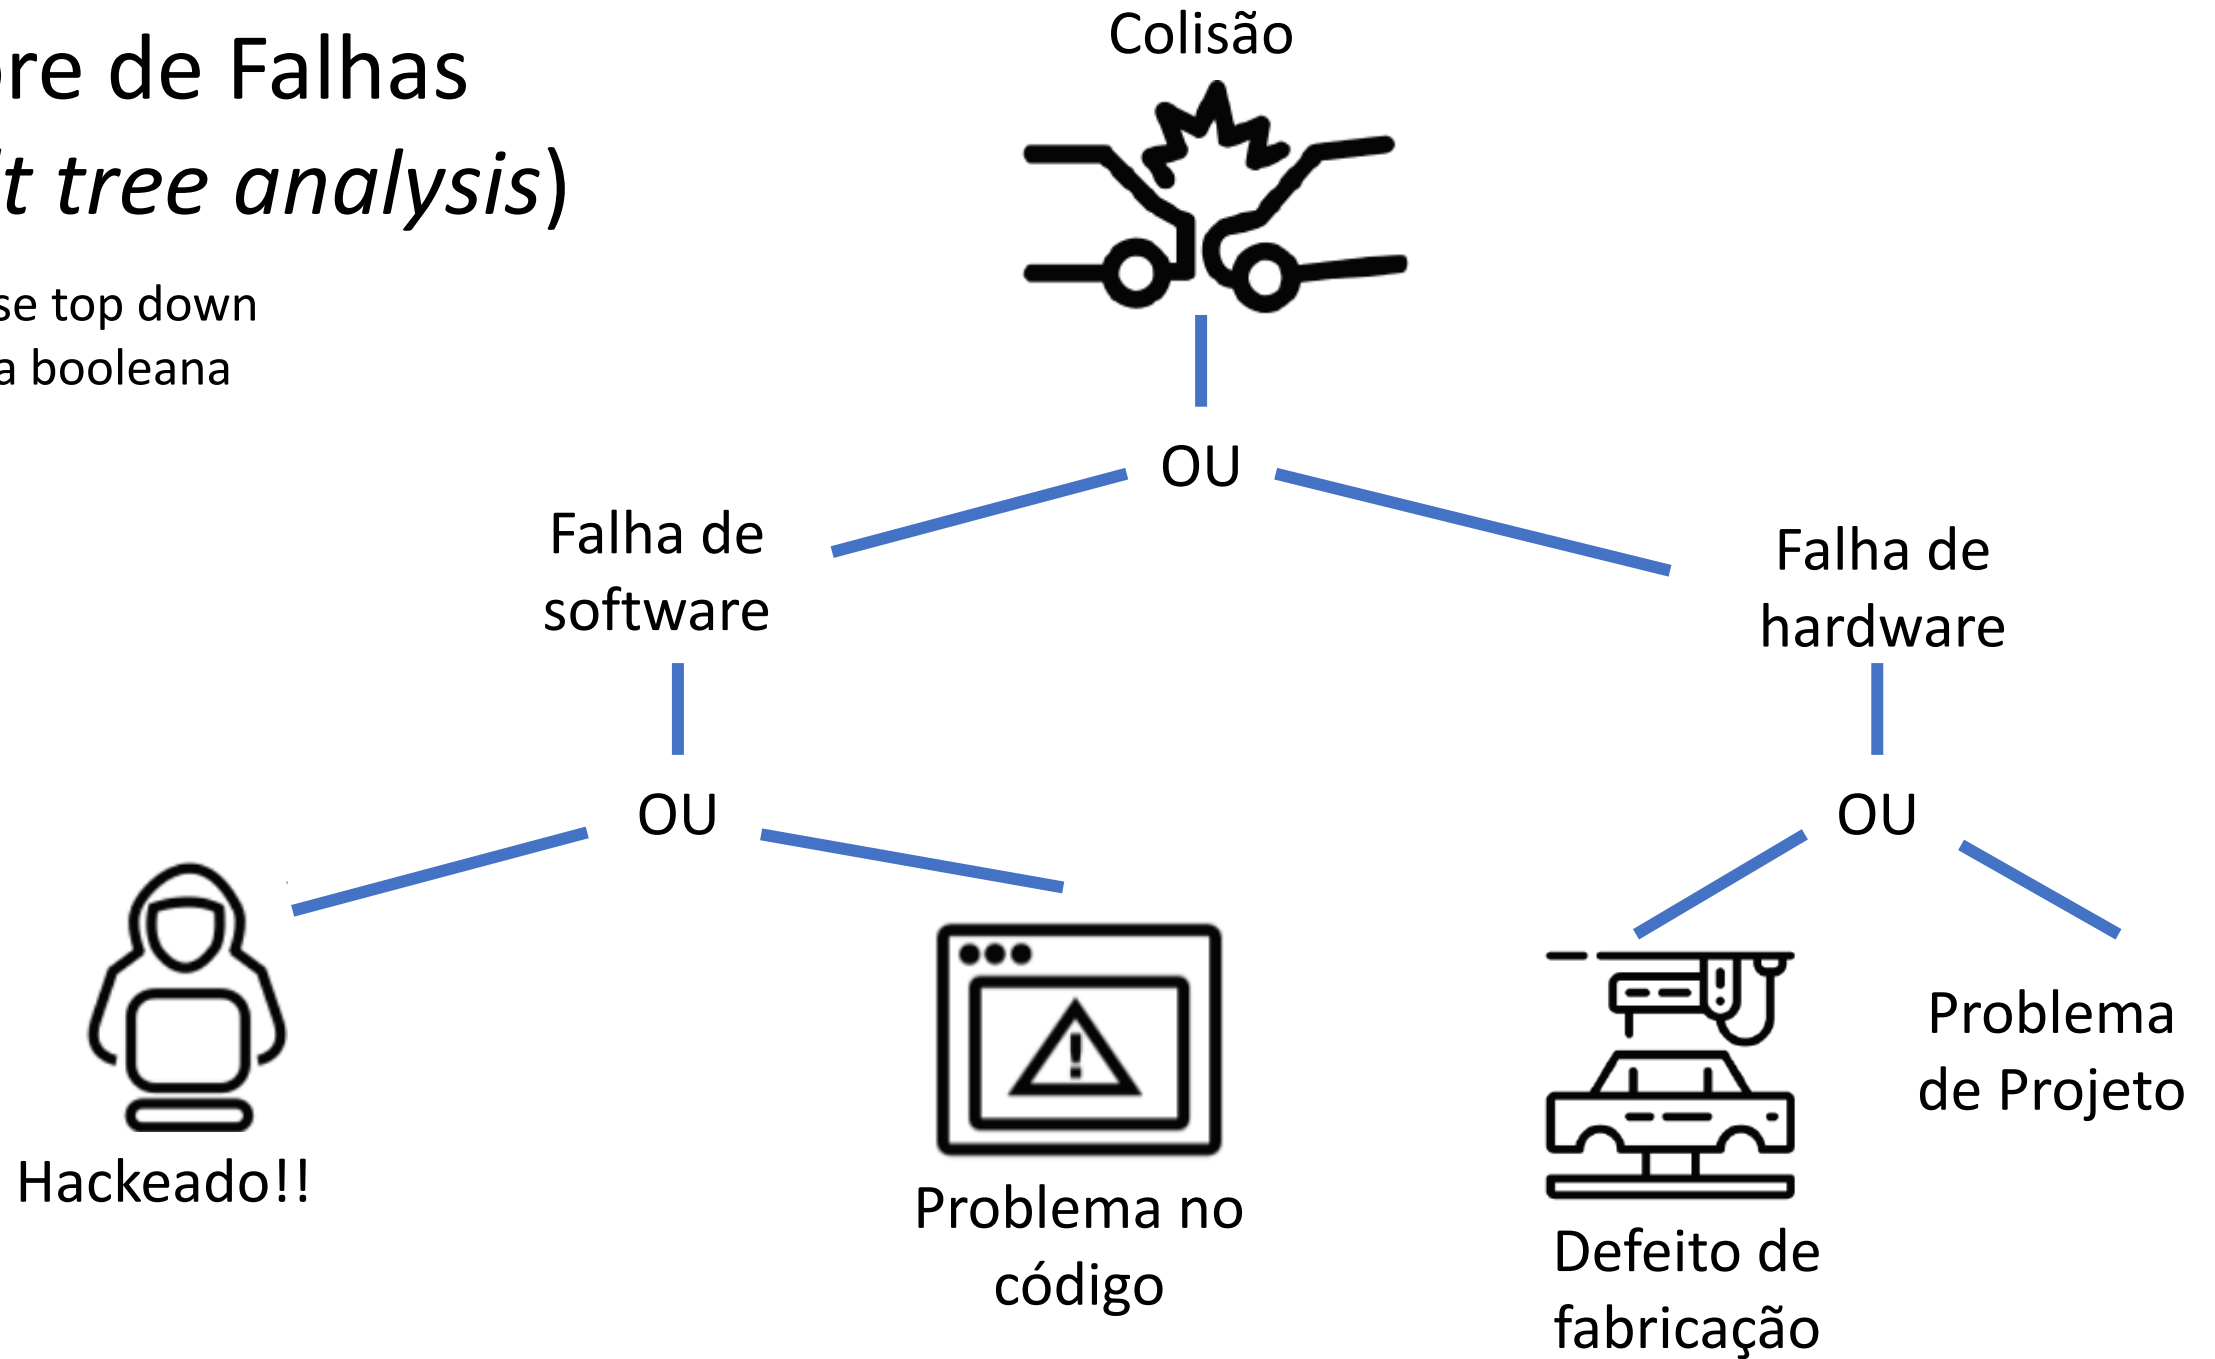 re de Falhas
t tree analysis)
se top down
a booleana
Colisão
OU
Falha de
software
Falha de
hardware
OU
OU
Hackeado!!
Problema no
código
Defeito de
fabricação
Problema
de Projeto